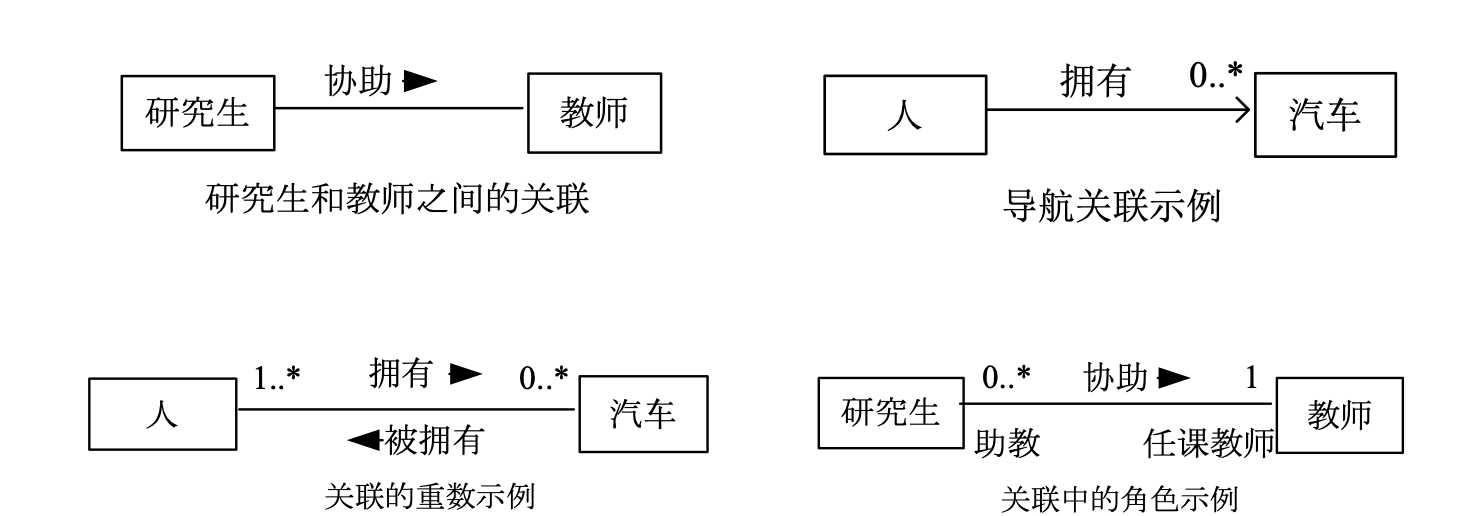 协助
研究生
教师
研究生和教师之间的关联
拥有
0..*
人
汽车
导航关联示例
1..*
拥有
0..*
人
汽车
被拥有
关联的重数示例
0..*
协助
1
研究生
教师
助教
任课教师
关联中的角色示例